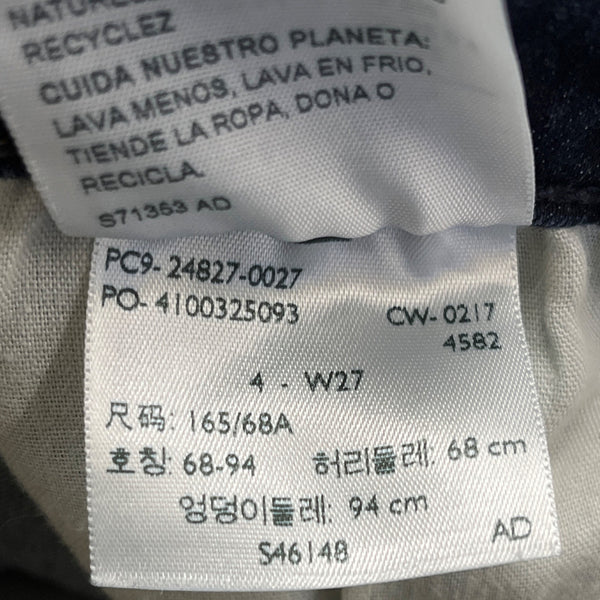 NATURELLE
RECYCLEZ
CUIDA NUESTRO PLANETA:
LAVA MENOS, LAVA EN FRIO,
TIENDE LA ROPA, DONA O
RECICLA.
S71353 AD
PC9-24827-0027
PO-4100325093
CW-0217
4582
4 - W27
尺码: 165/68A
호칭: 68-94 허리둘레: 68 cm
엉덩이둘레: 94 cm
S46148
AD